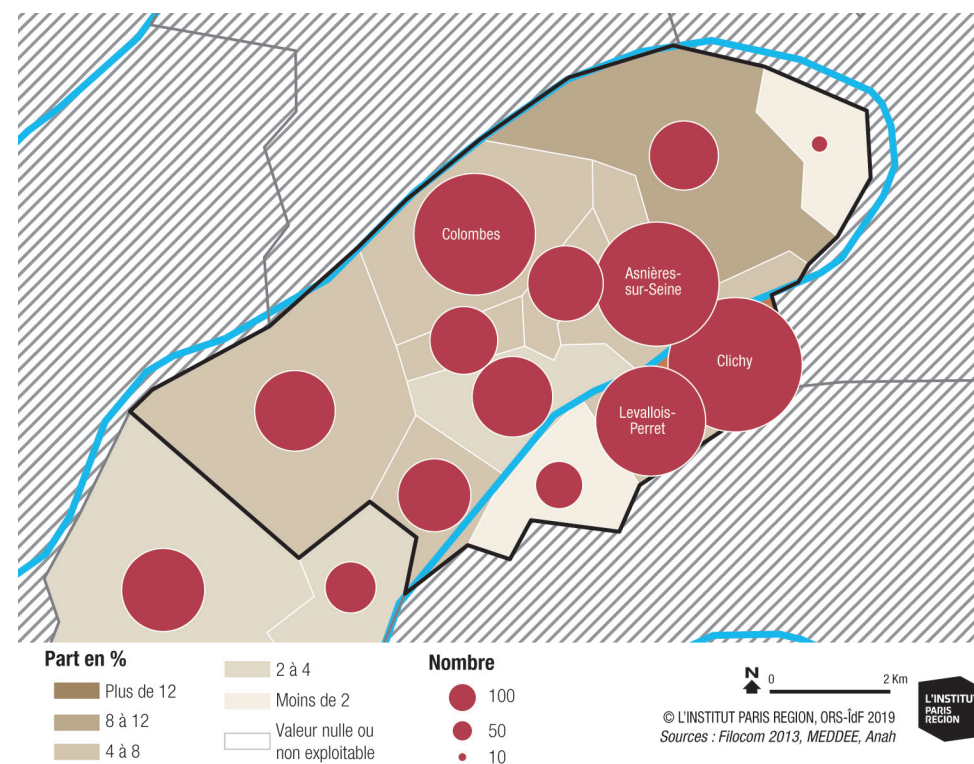 Colombes
Asnières-
sur-Seine
Clichy
Levallois-
Perret
Part en %
Plus de 12
8 à 12
4 à 8
2 à 4
Moins de 2
Valeur nulle ou
non exploitable
Nombre
100
50
10
N
0 2 Km
© L'INSTITUT PARIS REGION, ORS-ÎdF 2019
Sources : Filocom 2013, MEDDEE, Anah
L'INSTITUT
PARIS
REGION